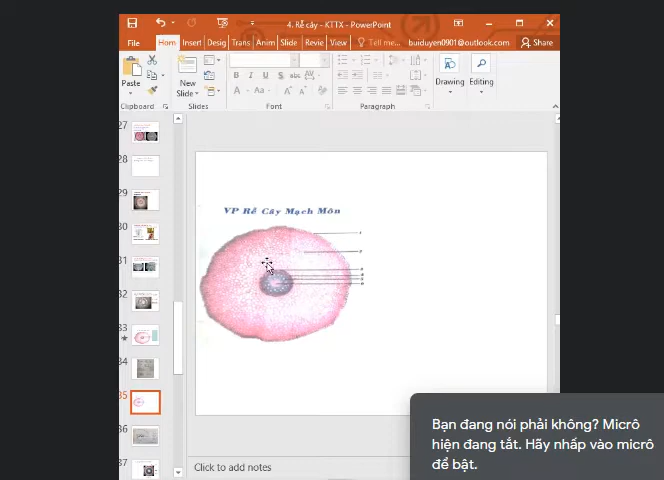 4. Rễ cây - KTTX - PowerPoint
File Hom Insert Desig Trans Anim Slide Revie View Tell me... buiduyen0901@outlook.com Share
Paste
New
Slide
Drawing Editing
B I U S abc AV
A Aa A A
Clipboard Slides Font Paragraph
27
28
29
30
31
32
33
34
35
36
37
VP Rễ Cây Mạch Môn
Click to add notes
Bạn đang nói phải không? Micrô
hiện đang tắt. Hãy nhấp vào micrô
để bật.